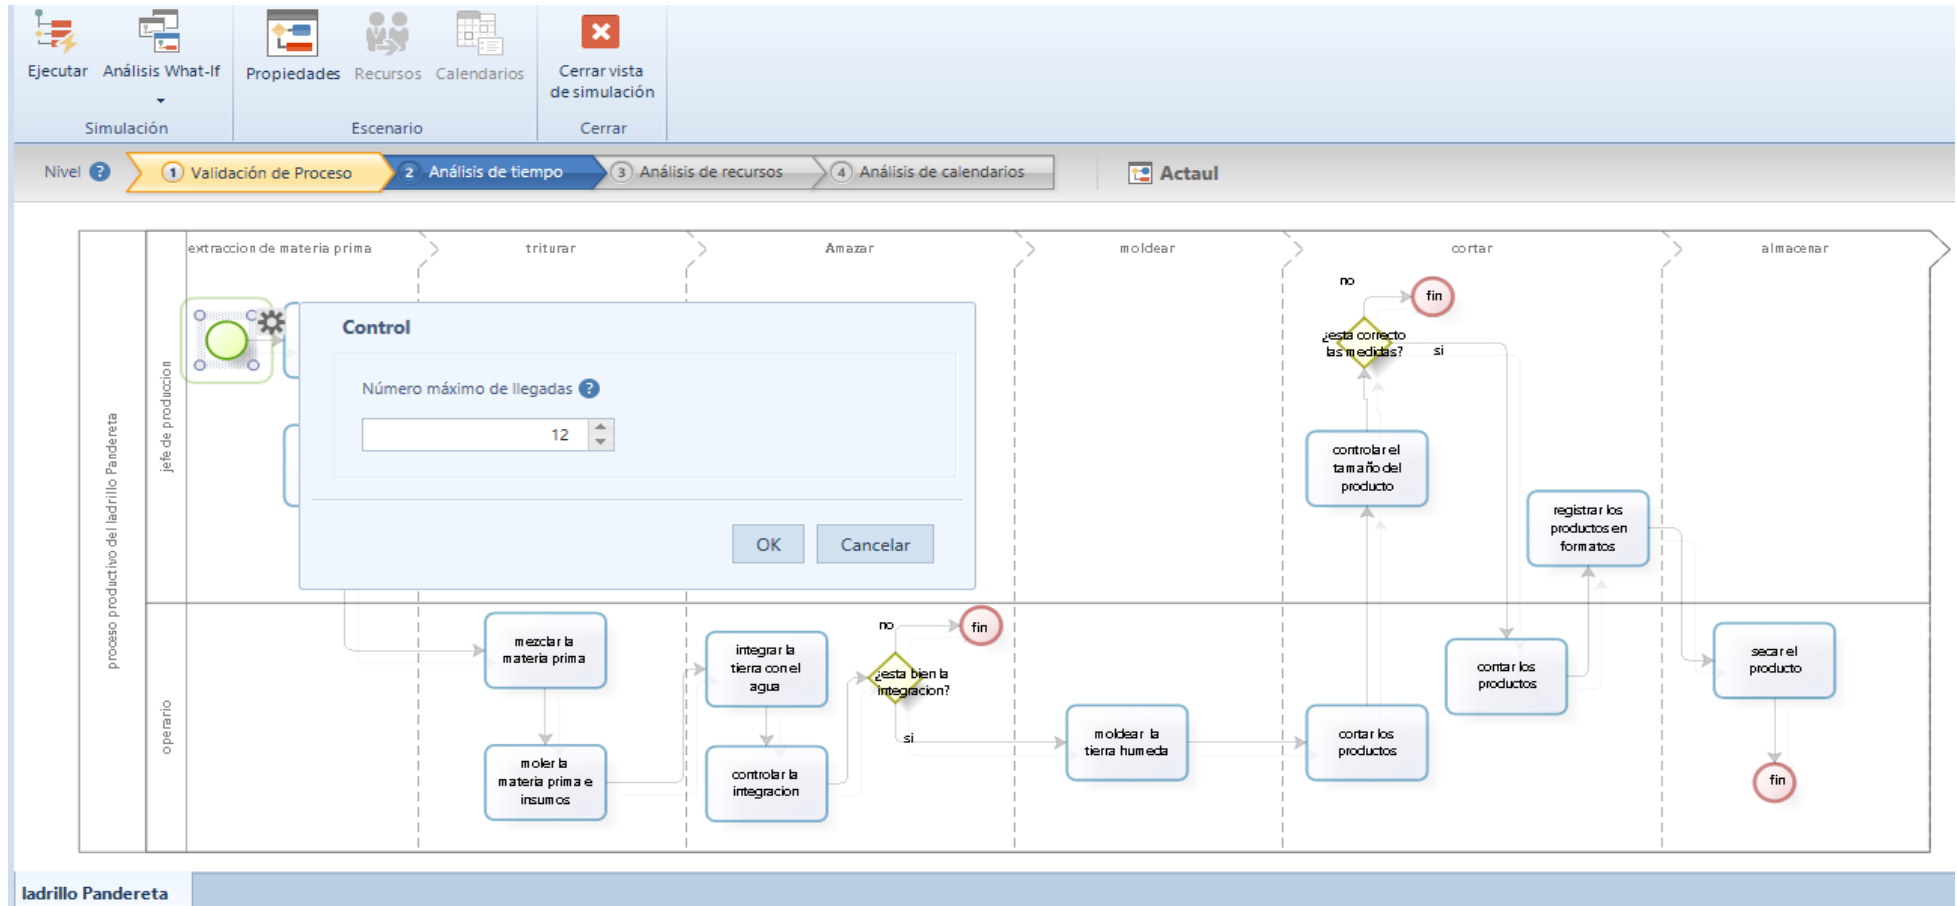 Ejecutar
Análisis What-If
Propiedades
Recursos
Calendarios
Cerrar vista
de simulación
Simulación
Escenario
Cerrar
Nivel ?
1 Validación de Proceso
2 Análisis de tiempo
3 Análisis de recursos
4 Análisis de calendarios
Actaul
proceso productivo del ladrillo Pandereta
jefe de produccion
operario
extraccion de materia prima
triturar
Amazar
moldear
cortar
almacenar
Control
Número máximo de llegadas ?
12
OK
Cancelar
no
fin
¿esta correcto
las medidas?
si
controlar el
tamaño del
producto
registrar los
productos en
formatos
mezclar la
materia prima
moler la
materia prima e
insumos
integrar la
tierra con el
agua
controlar la
integracion
no
fin
¿esta bien la
integracion?
si
moldear la
tierra humeda
cortar los
productos
contar los
productos
secar el
producto
fin
ladrillo Pandereta